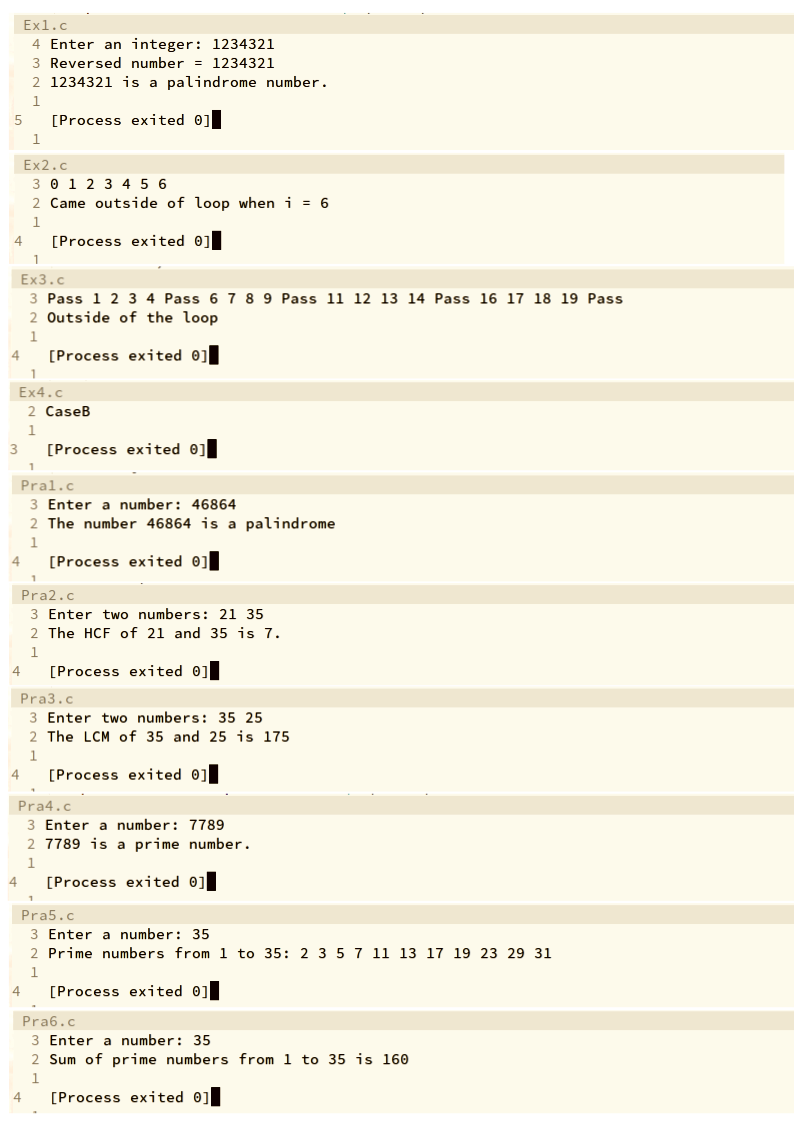 Ex1.c
4 Enter an integer: 1234321
3 Reversed number = 1234321
2 1234321 is a palindrome number.
1
5 [Process exited 0]
1
Ex2.c
3 0 1 2 3 4 5 6
2 Came outside of loop when i = 6
1
4 [Process exited 0]
1
Ex3.c
3 Pass 1 2 3 4 Pass 6 7 8 9 Pass 11 12 13 14 Pass 16 17 18 19 Pass
2 Outside of the loop
1
4 [Process exited 0]
1
Ex4.c
2 CaseB
1
3 [Process exited 0]
1
Pra1.c
3 Enter a number: 46864
2 The number 46864 is a palindrome
1
4 [Process exited 0]
1
Pra2.c
3 Enter two numbers: 21 35
2 The HCF of 21 and 35 is 7.
1
4 [Process exited 0]
Pra3.c
3 Enter two numbers: 35 25
2 The LCM of 35 and 25 is 175
1
4 [Process exited 0]
Pra4.c
3 Enter a number: 7789
2 7789 is a prime number.
1
4 [Process exited 0]
1
Pra5.c
3 Enter a number: 35
2 Prime numbers from 1 to 35: 2 3 5 7 11 13 17 19 23 29 31
1
4 [Process exited 0]
Pra6.c
3 Enter a number: 35
2 Sum of prime numbers from 1 to 35 is 160
1
4 [Process exited 0]